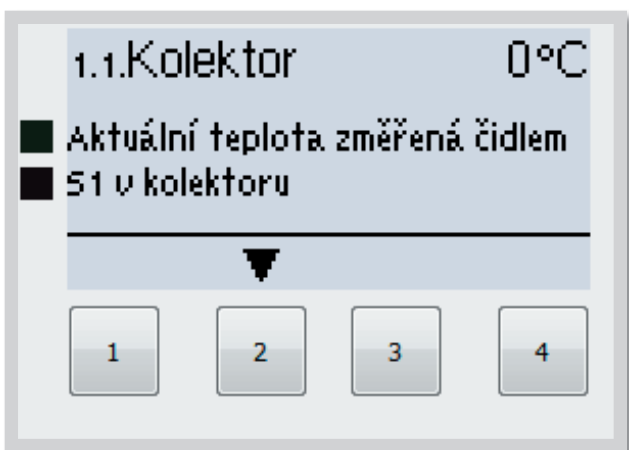 1.1.Kolektor 0°C
Aktuální teplota změřená čidlem
S1 v kolektoru
1 2 3 4